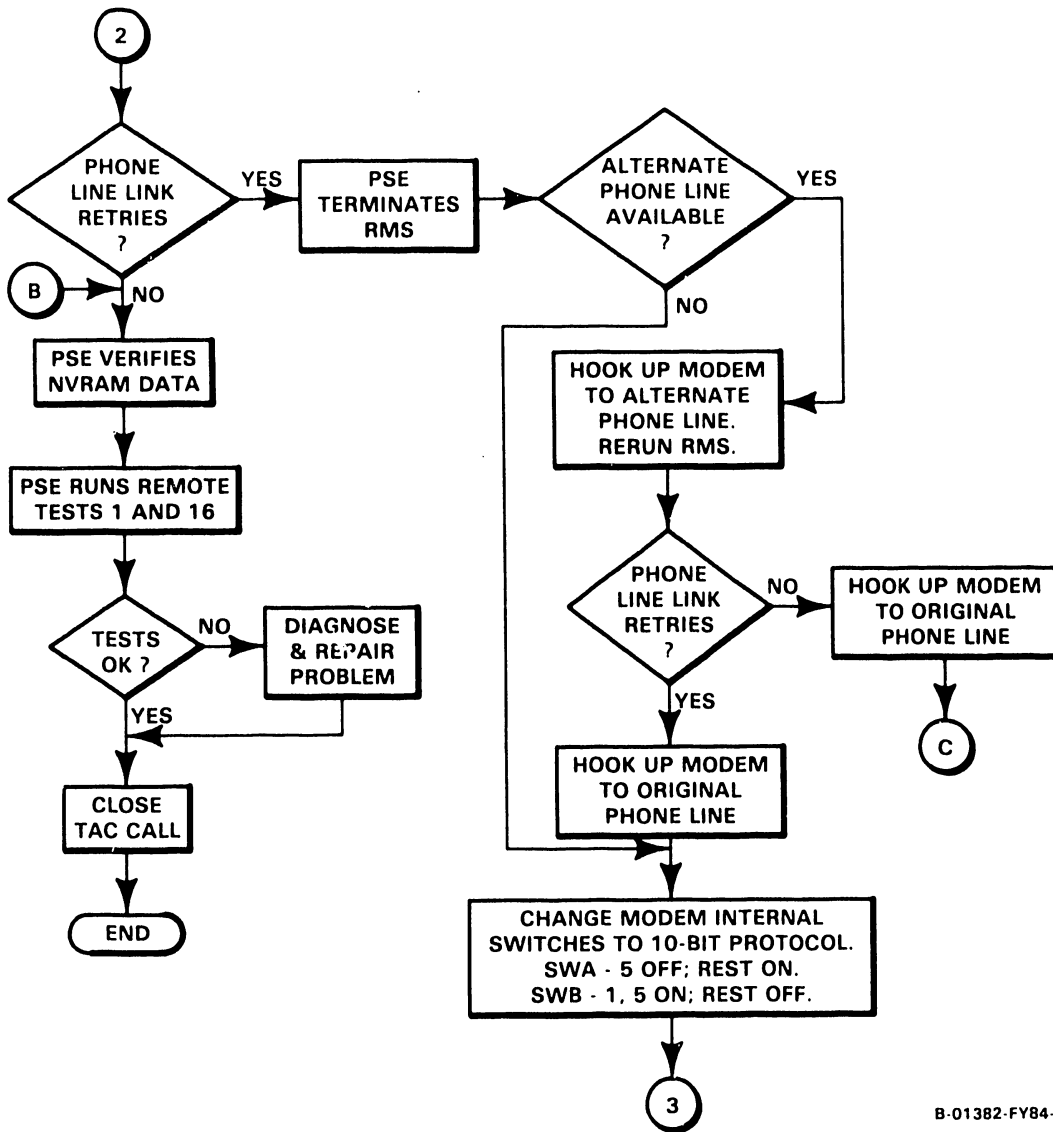 2
PHONE
LINE LINK
RETRIES
?
YES
PSE
TERMINATES
RMS
ALTERNATE
PHONE LINE
AVAILABLE
?
YES
B
NO
NO
PSE VERIFIES
NVRAM DATA
HOOK UP MODEM
TO ALTERNATE
PHONE LINE.
RERUN RMS.
PSE RUNS REMOTE
TESTS 1 AND 16
PHONE
LINE LINK
RETRIES
?
NO
HOOK UP MODEM
TO ORIGINAL
PHONE LINE
TESTS
OK ?
NO
DIAGNOSE
& REPAIR
PROBLEM
YES
YES
C
HOOK UP MODEM
TO ORIGINAL
PHONE LINE
CLOSE
TAC CALL
END
CHANGE MODEM INTERNAL
SWITCHES TO 10-BIT PROTOCOL.
SWA - 5 OFF; REST ON.
SWB - 1, 5 ON; REST OFF.
3
B-01382-FY84-